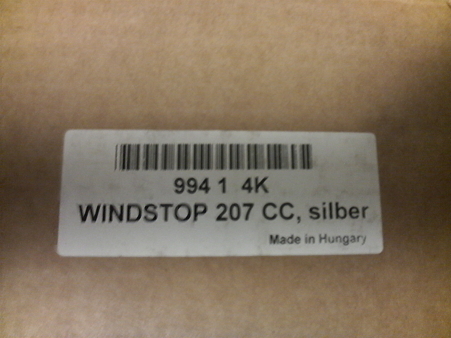 994 1 4K
WINDSTOP 207 CC, silber
Made in Hungary